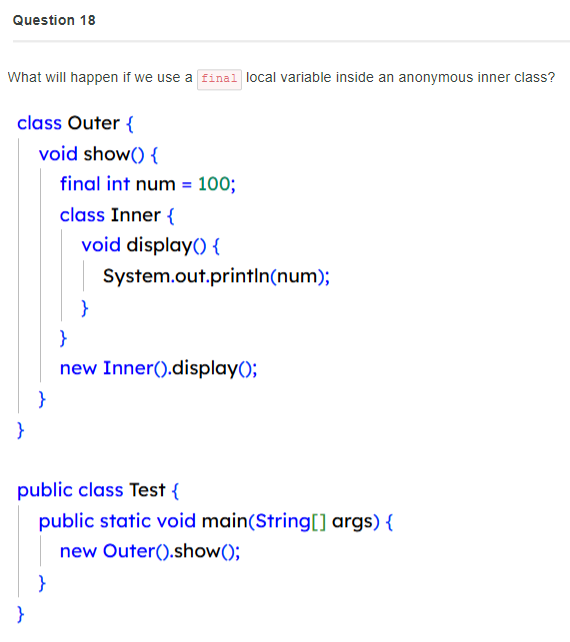 Question 18
What will happen if we use a final local variable inside an anonymous inner class?
class Outer {
void show() {
final int num = 100;
class Inner {
void display() {
System.out.println(num);
}
}
new Inner().display();
}
}
public class Test {
public static void main(String[] args) {
new Outer().show();
}
}